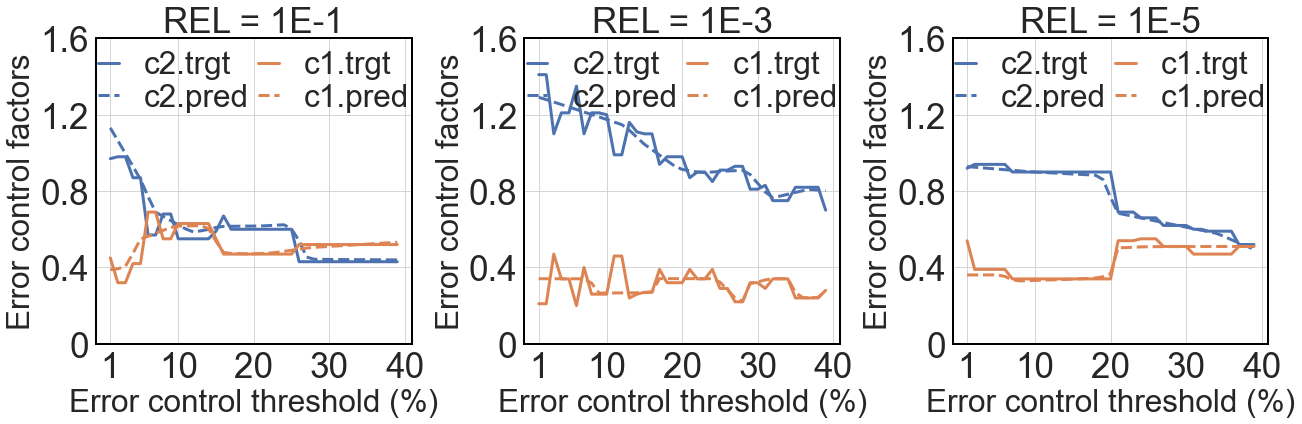 REL = 1E-1
Error control factors
1.6
1.2
0.8
0.4
0
c2.trgt
c1.trgt
c2.pred
c1.pred
1
10
20
30
40
Error control threshold (%)
REL = 1E-3
Error control factors
1.6
1.2
0.8
0.4
0
c2.trgt
c1.trgt
c2.pred
c1.pred
1
10
20
30
40
Error control threshold (%)
REL = 1E-5
Error control factors
1.6
1.2
0.8
0.4
0
c2.trgt
c1.trgt
c2.pred
c1.pred
1
10
20
30
40
Error control threshold (%)